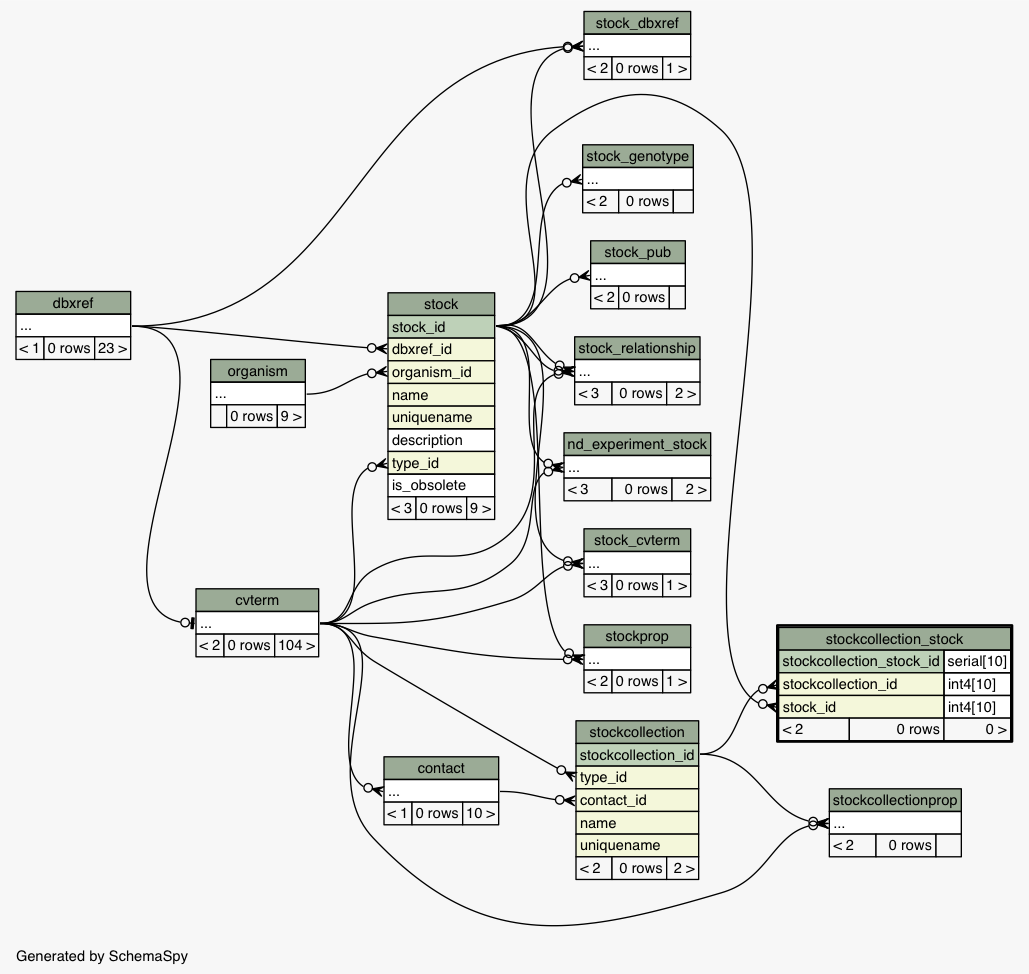 stock_dbxref
...
< 2 0 rows 1 >
stock_genotype
...
< 2 0 rows
stock_pub
...
< 2 0 rows
dbxref
...
< 1 0 rows 23 >
stock
stock_id
dbxref_id
organism_id
name
uniquename
description
type_id
is_obsolete
< 3 0 rows 9 >
organism
...
0 rows 9 >
stock_relationship
...
< 3 0 rows 2 >
nd_experiment_stock
...
< 3 0 rows 2 >
stock_cvterm
...
< 3 0 rows 1 >
cvterm
...
< 2 0 rows 104 >
stockprop
...
< 2 0 rows 1 >
stockcollection_stock
stockcollection_stock_id serial[10]
stockcollection_id int4[10]
stock_id int4[10]
< 2 0 rows 0 >
stockcollection
stockcollection_id
type_id
contact_id
name
uniquename
< 2 0 rows 2 >
contact
...
< 1 0 rows 10 >
stockcollectionprop
...
< 2 0 rows
Generated by SchemaSpy